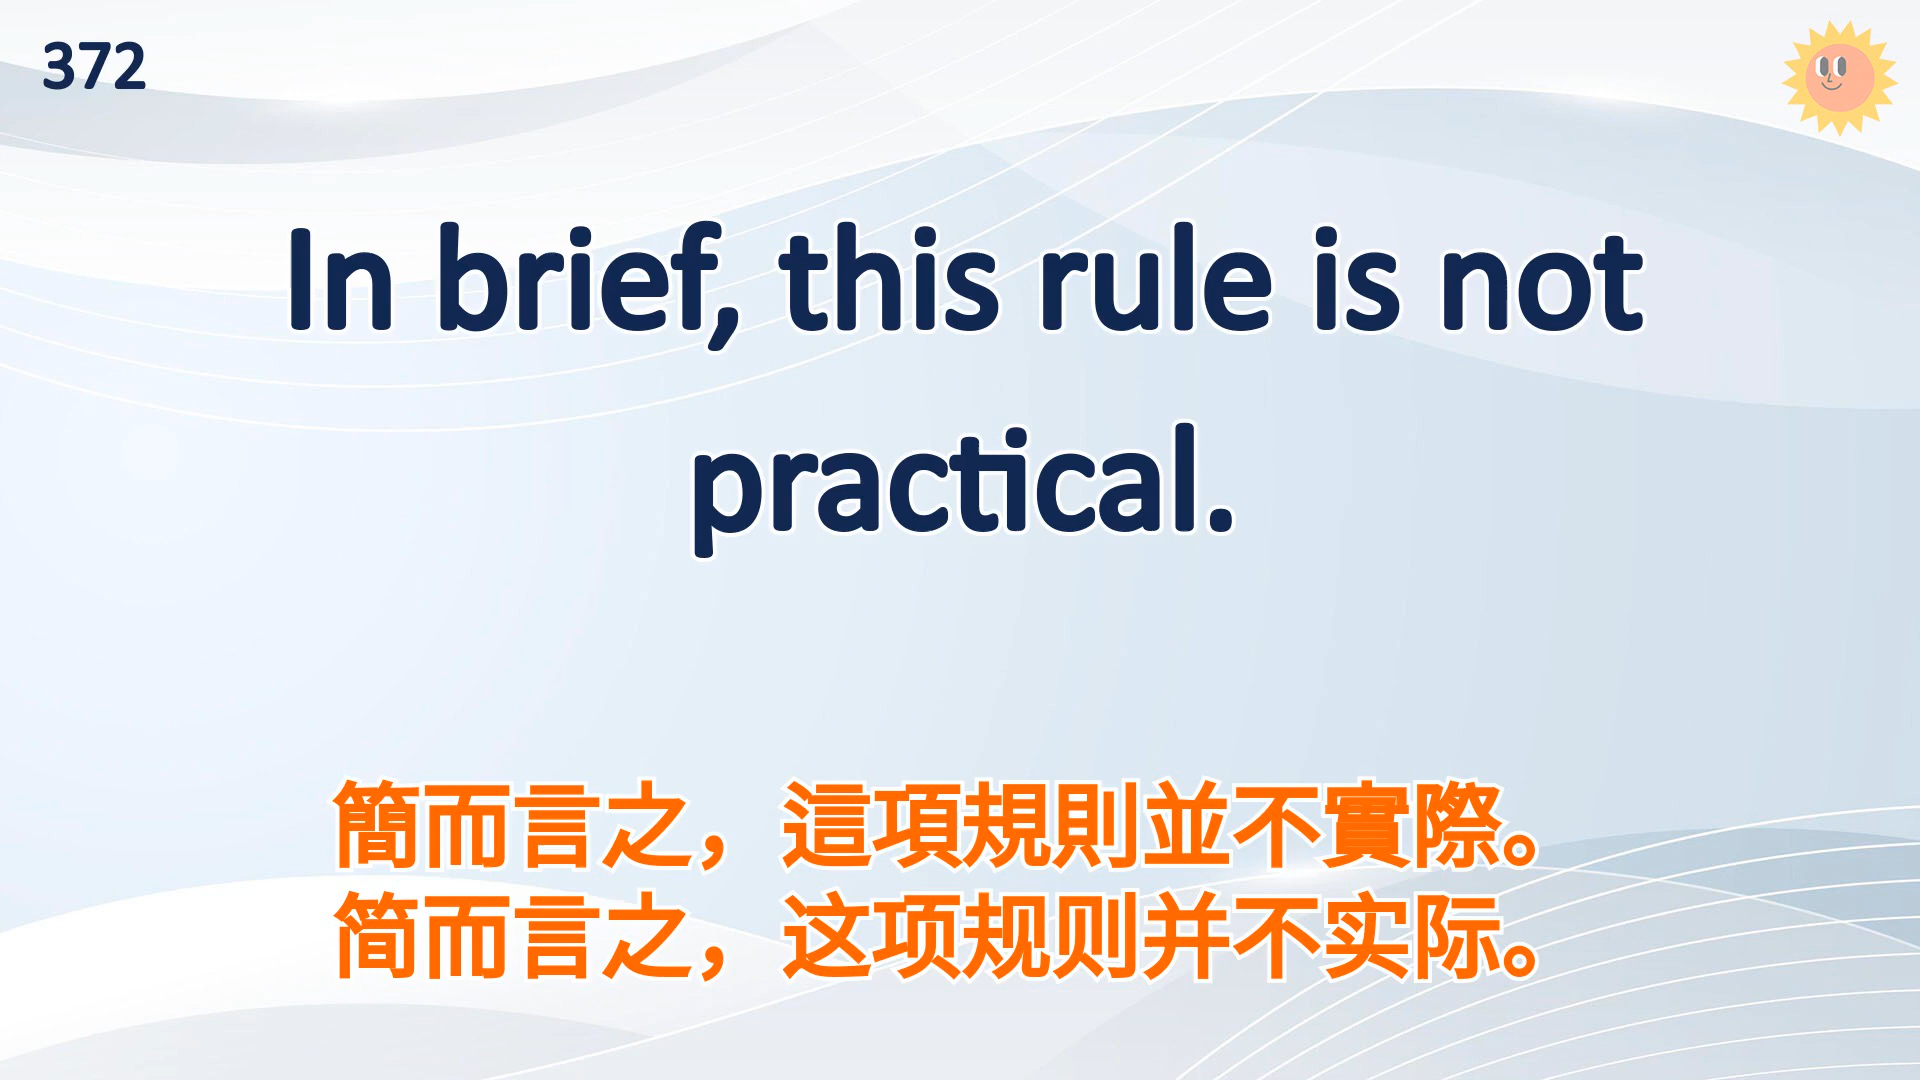 372
In brief, this rule is not
practical.
簡而言之，這項規則並不實際。
简而言之，这项规则并不实际。